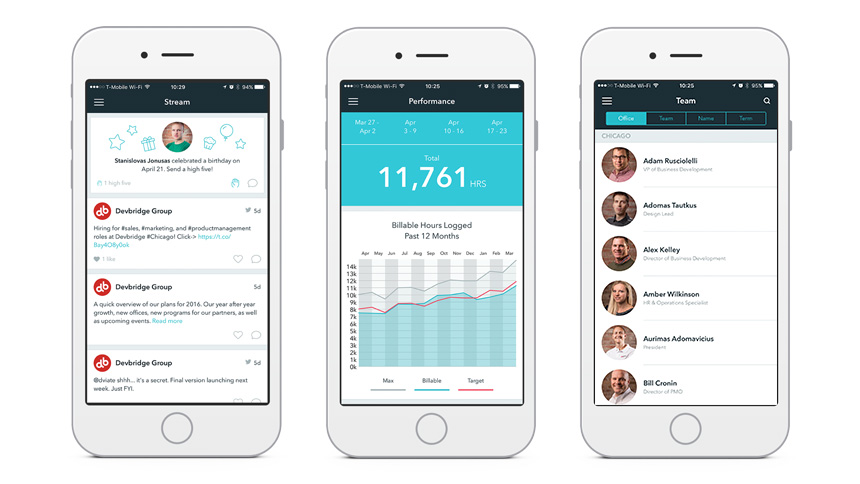 T-Mobile Wi-Fi 10:29 94%
Stream
Stanislovas Jonusas celebrated a birthday on
April 21. Send a high five!
1 high five
db Devbridge Group 5d
Hiring for #sales, #marketing, and #productmanagement
roles at Devbridge #Chicago! Click-> https://t.co/
8ay4O8y0ok
1 like
db Devbridge Group 5d
A quick overview of our plans for 2016. Our year after year
growth, new offices, new programs for our partners, as well
as upcoming events. Read more
db Devbridge Group 5d
@dviate shhh... it's a secret. Final version launching next
week. Just FYI.
T-Mobile Wi-Fi 10:25 95%
Performance
Mar 27 - Apr Apr Apr
Apr 2 3 - 9 10 - 16 17 - 23
Total
11,761 HRS
Billable Hours Logged
Past 12 Months
Apr May Jun Jul Aug Sep Oct Nov Dec Jan Feb Mar
14k
13k
12k
11k
10k
9k
8k
7k
6k
5k
4k
3k
2k
1k
0k
Max Billable Target
T-Mobile Wi-Fi 10:25 95%
Team
Office Team Name Term
CHICAGO
Adam Rusciolelli
VP of Business Development
Adomas Tautkus
Design Lead
Alex Kelley
Director of Business Development
Amber Wilkinson
HR & Operations Specialist
Aurimas Adomavicius
President
Bill Cronin
Director of PMO